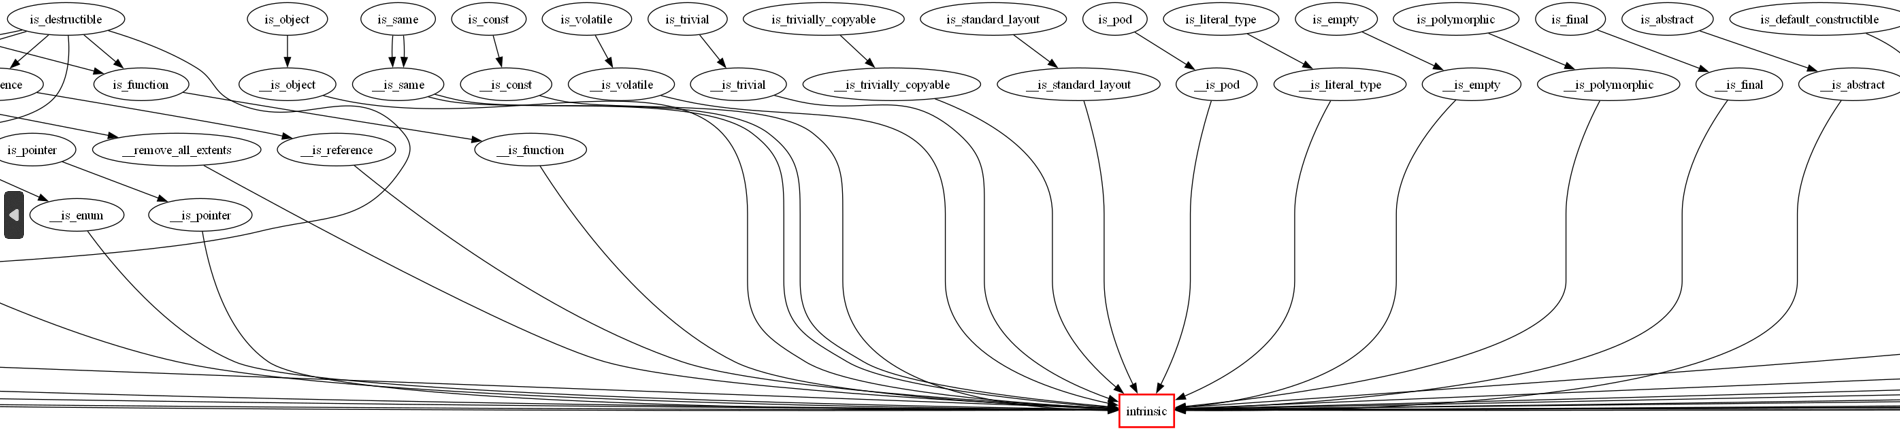 is_destructible
is_object
is_same
is_const
is_volatile
is_trivial
is_trivially_copyable
is_standard_layout
is_pod
is_literal_type
is_empty
is_polymorphic
is_final
is_abstract
is_default_constructible
ence
is_function
__is_object
__is_same
__is_const
__is_volatile
__is_trivial
__is_trivially_copyable
__is_standard_layout
__is_pod
__is_literal_type
__is_empty
__is_polymorphic
__is_final
__is_abstract
is_pointer
__remove_all_extents
__is_reference
__is_function
__is_enum
__is_pointer
intrinsic